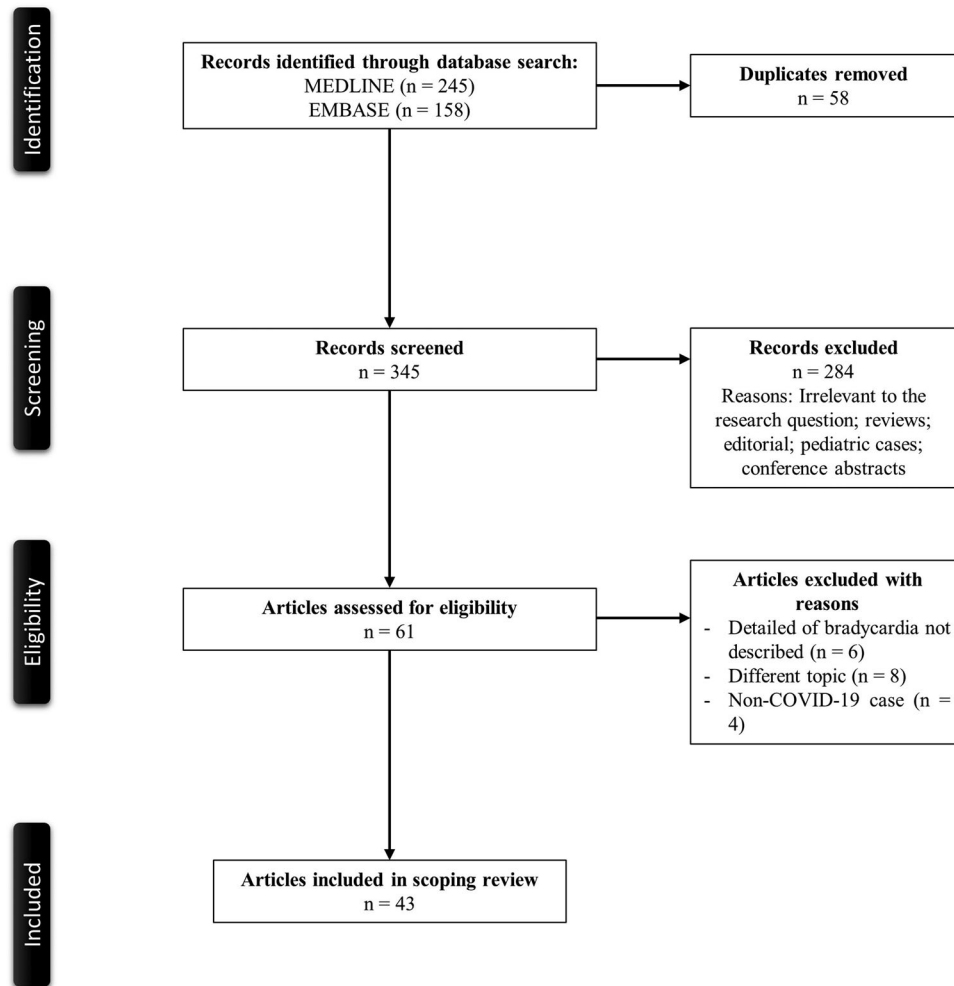 Identification
Records identified through database search:
MEDLINE (n = 245)
EMBASE (n = 158)
Duplicates removed
n = 58
Screening
Records screened
n = 345
Records excluded
n = 284
Reasons: Irrelevant to the
research question; reviews;
editorial; pediatric cases;
conference abstracts
Eligibility
Articles assessed for eligibility
n = 61
Articles excluded with
reasons
- Detailed of bradycardia not
described (n = 6)
- Different topic (n = 8)
- Non-COVID-19 case (n =
4)
Included
Articles included in scoping review
n = 43